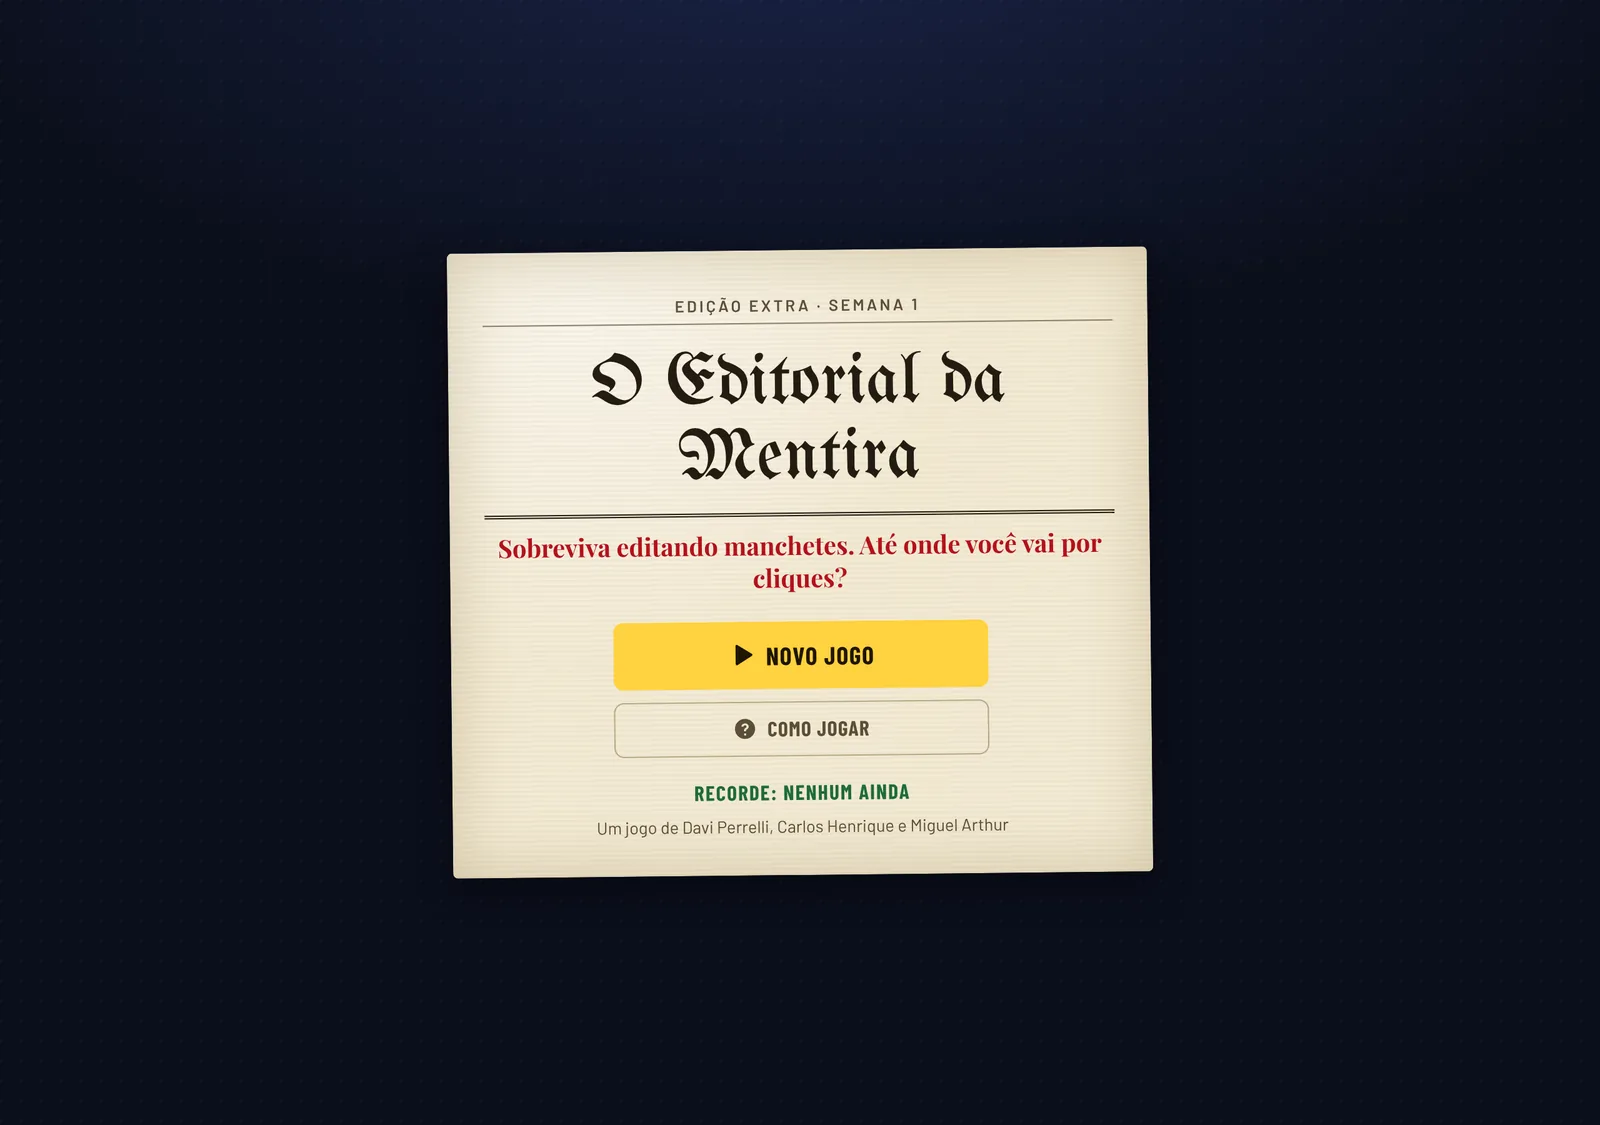 EDIÇÃO EXTRA · SEMANA 1
O Editorial da
Mentira
Sobreviva editando manchetes. Até onde você vai por
cliques?
NOVO JOGO
COMO JOGAR
RECORDE: NENHUM AINDA
Um jogo de Davi Perrelli, Carlos Henrique e Miguel Arthur